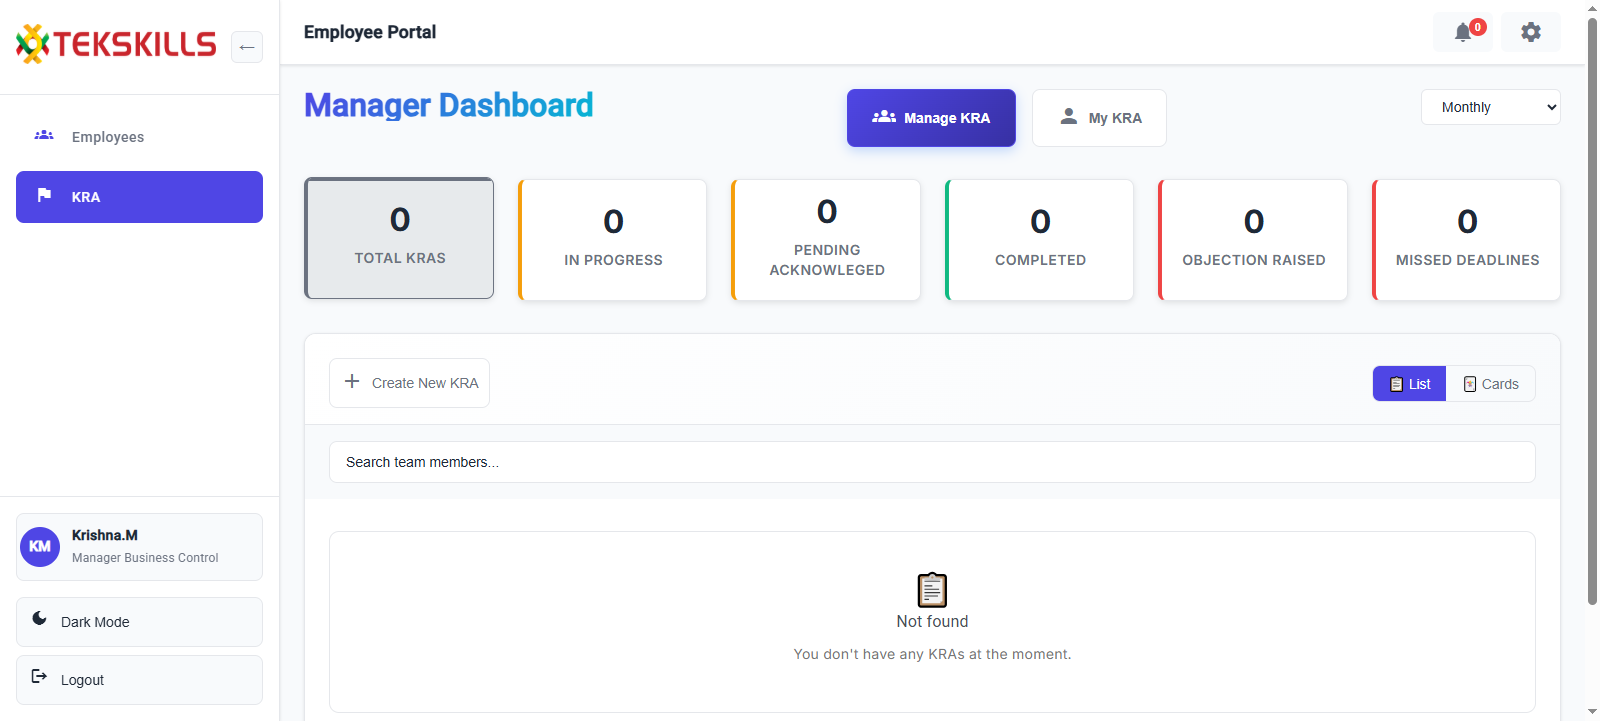 TEKSKILLS
←
Employee Portal
0
Employees
KRA
Manager Dashboard
Manage KRA
My KRA
Monthly
0
TOTAL KRAS
0
IN PROGRESS
0
PENDING
ACKNOWLEGED
0
COMPLETED
0
OBJECTION RAISED
0
MISSED DEADLINES
+ Create New KRA
List
Cards
Search team members...
Not found
You don't have any KRAs at the moment.
KM
Krishna.M
Manager Business Control
Dark Mode
Logout